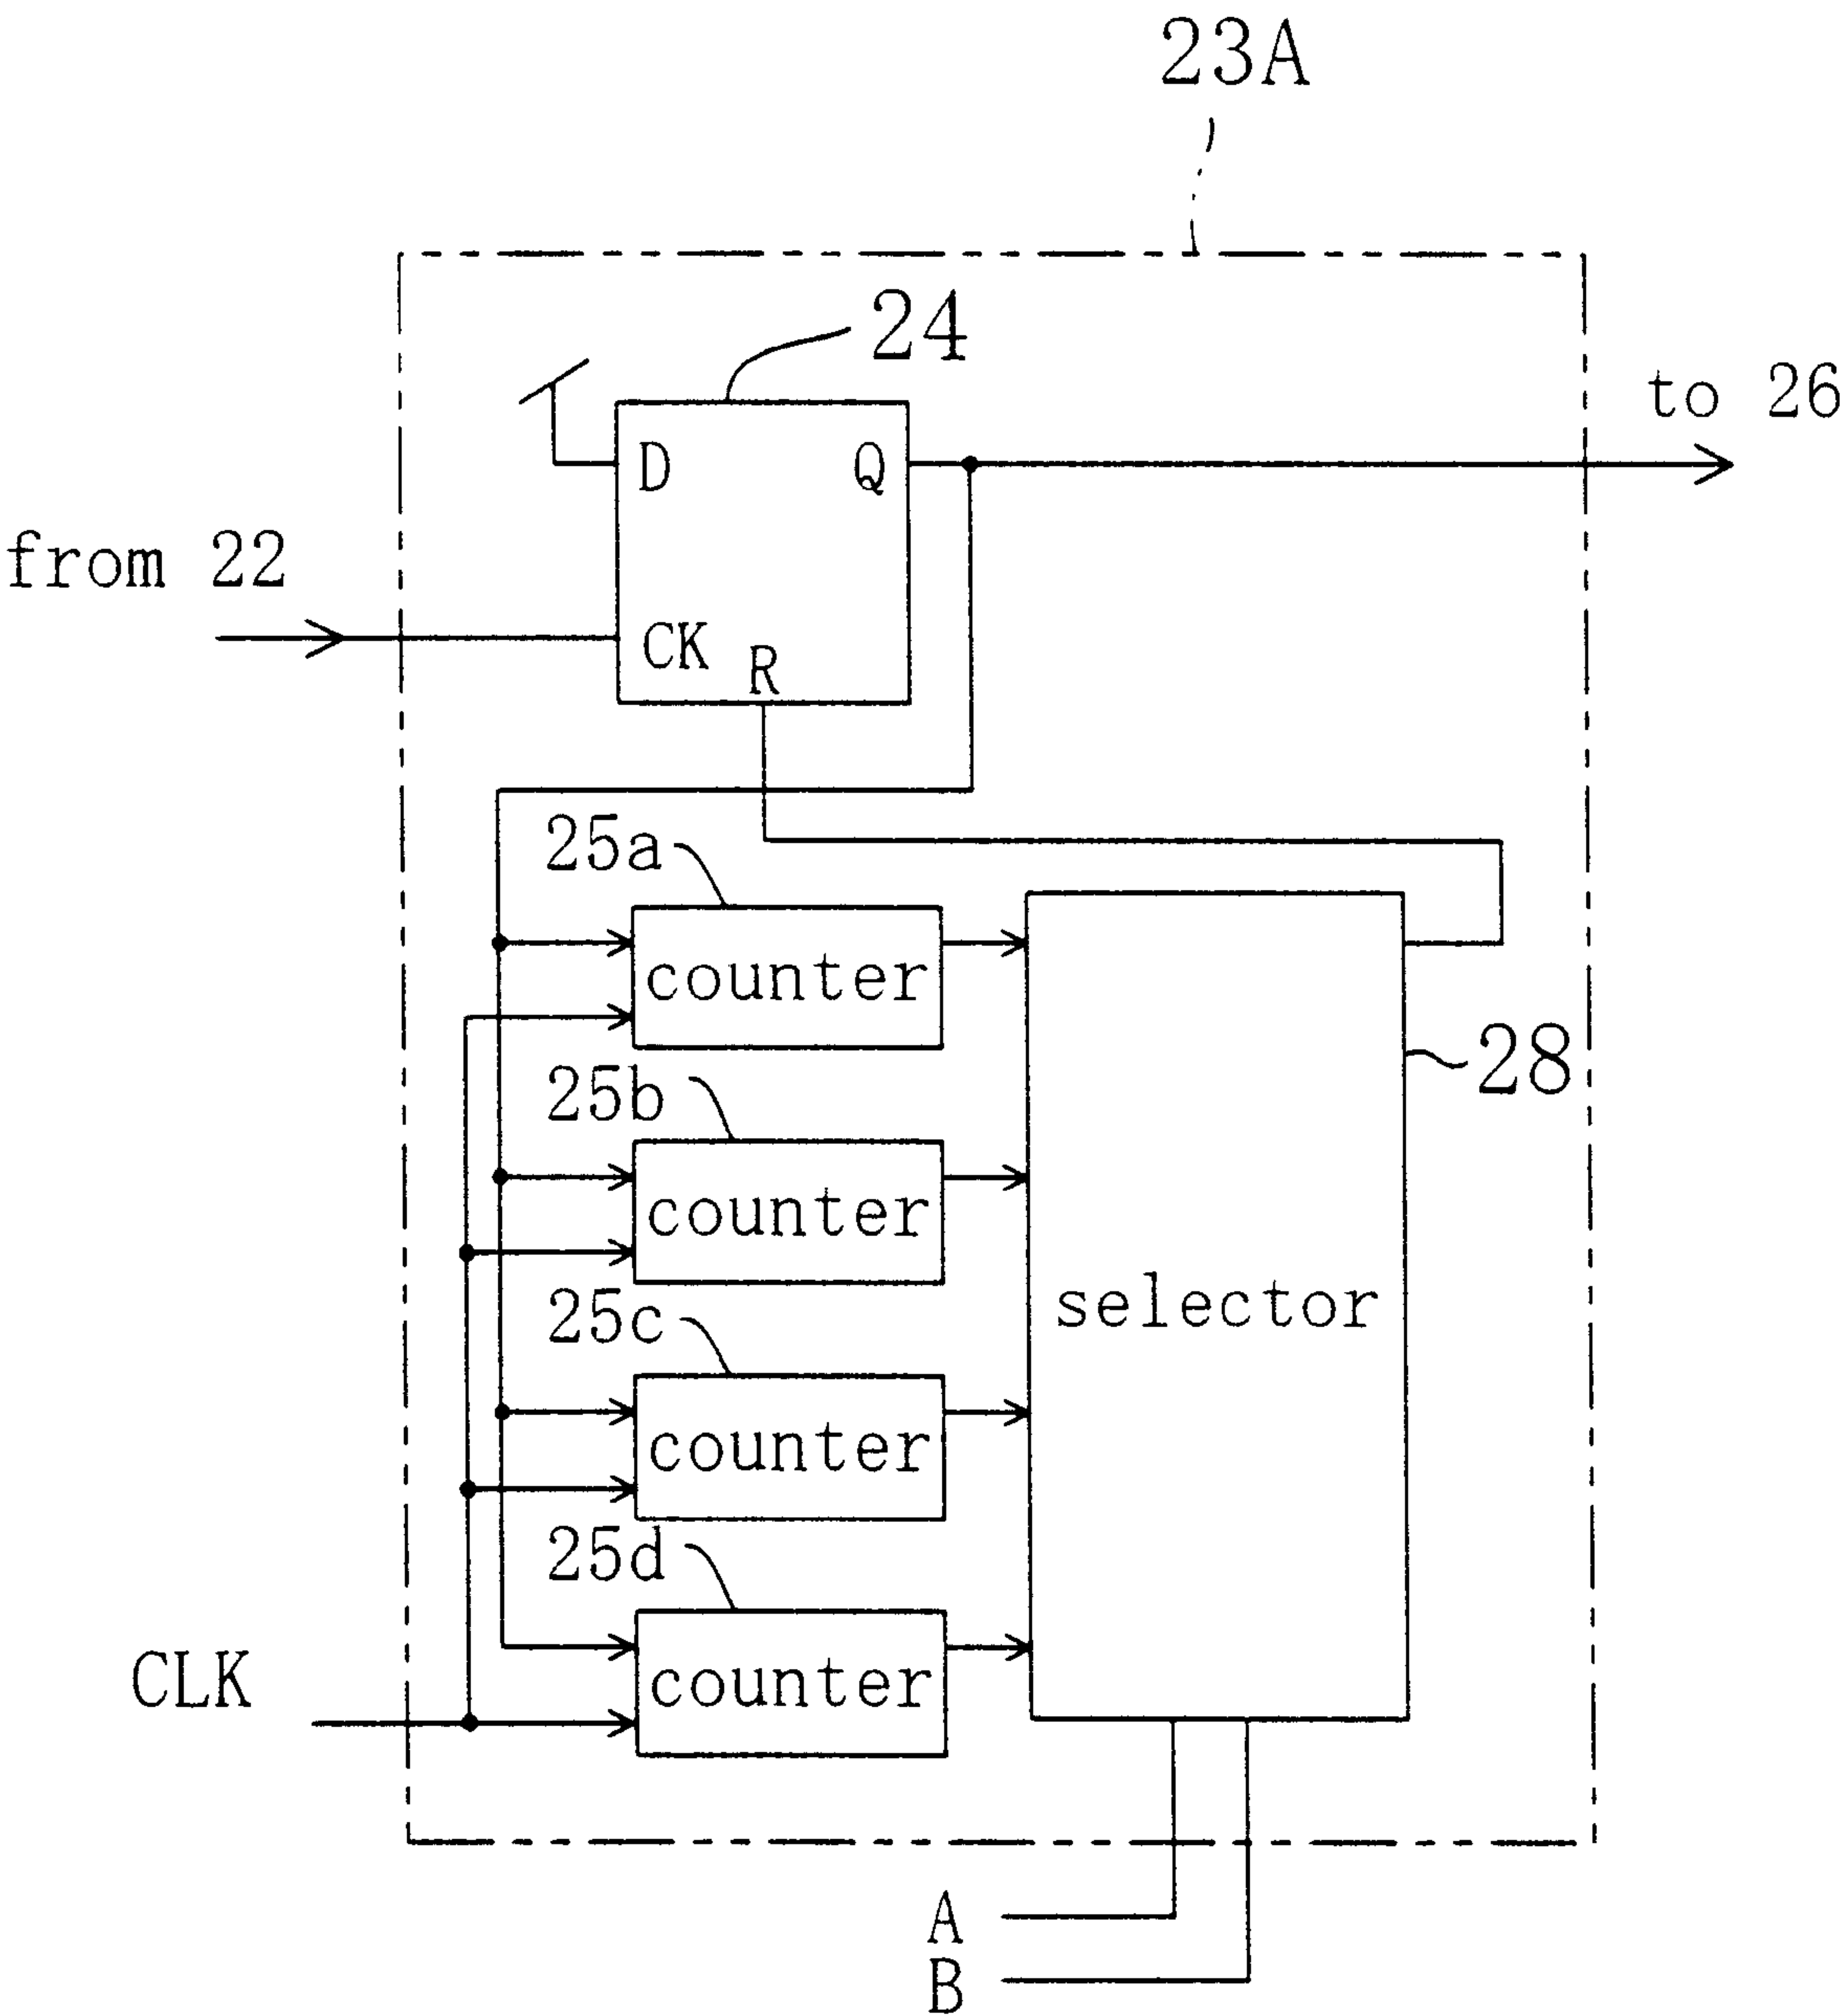 23A
24
to 26
D
Q
from 22
CK
R
25a
counter
28
25b
counter
selector
25c
counter
25d
counter
CLK
A
B